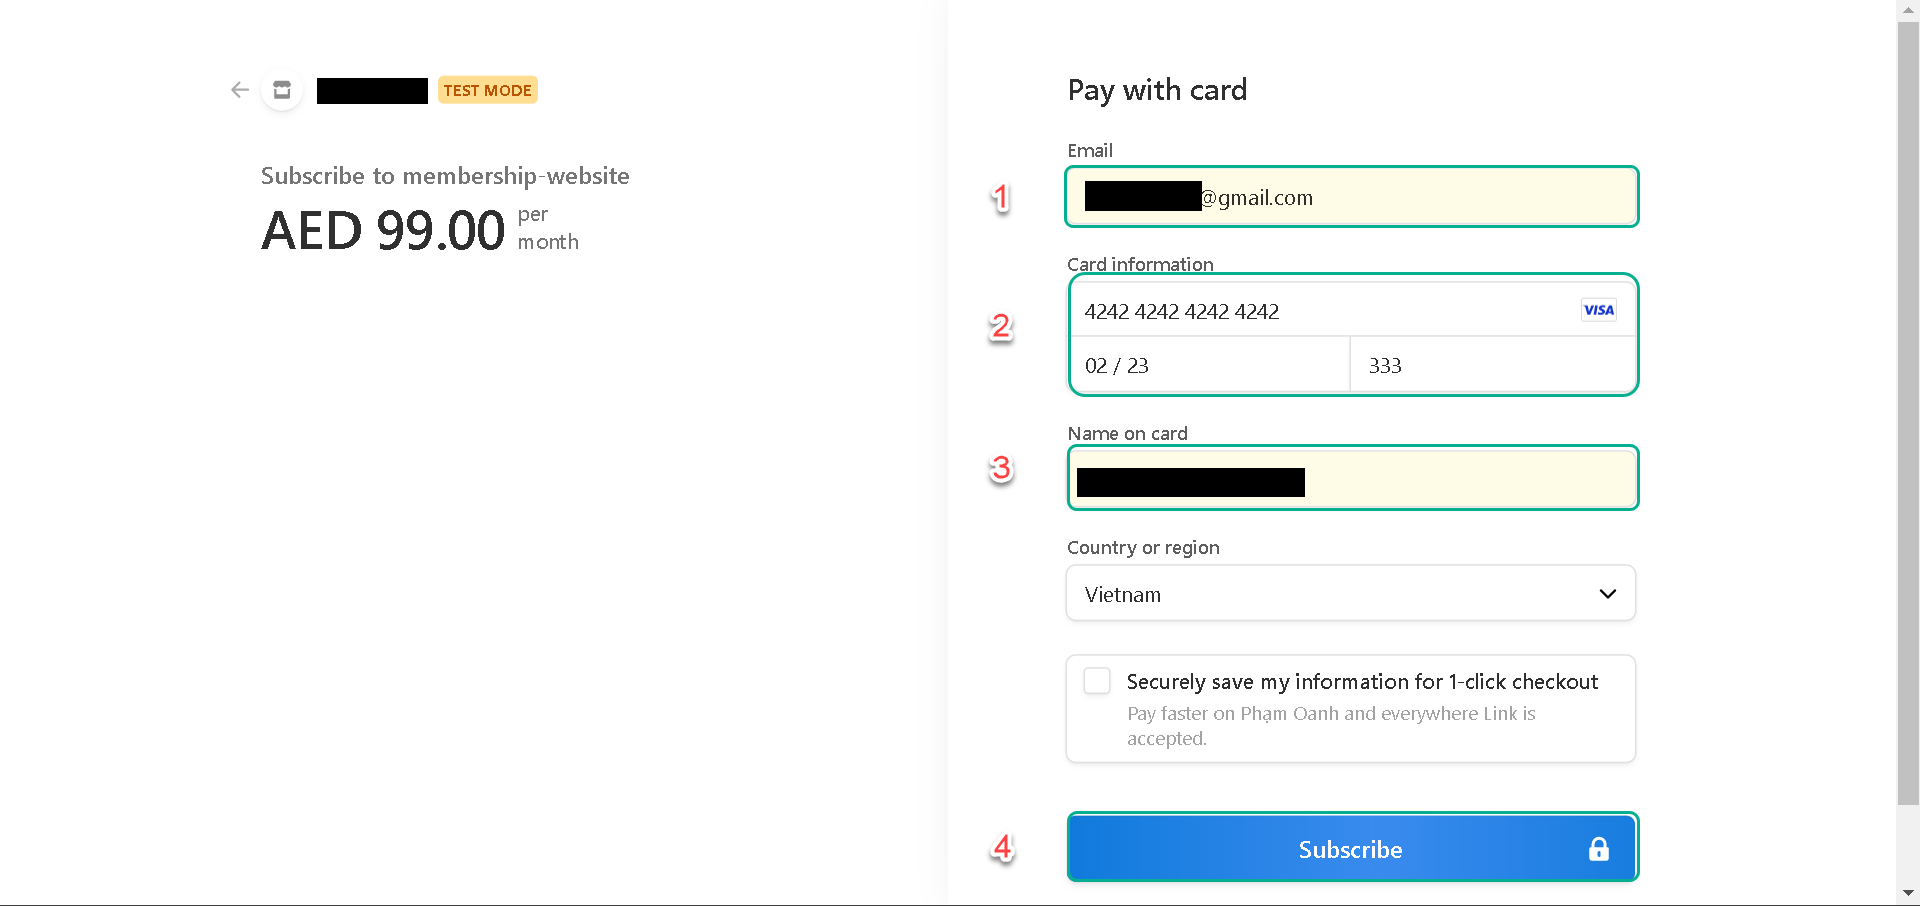 TEST MODE
Subscribe to membership-website
AED 99.00 per
month
Pay with card
Email
1
@gmail.com
Card information
2
4242 4242 4242 4242 VISA
02 / 23 333
Name on card
3
Country or region
Vietnam
Securely save my information for 1-click checkout
Pay faster on Phạm Oanh and everywhere Link is
accepted.
4
Subscribe